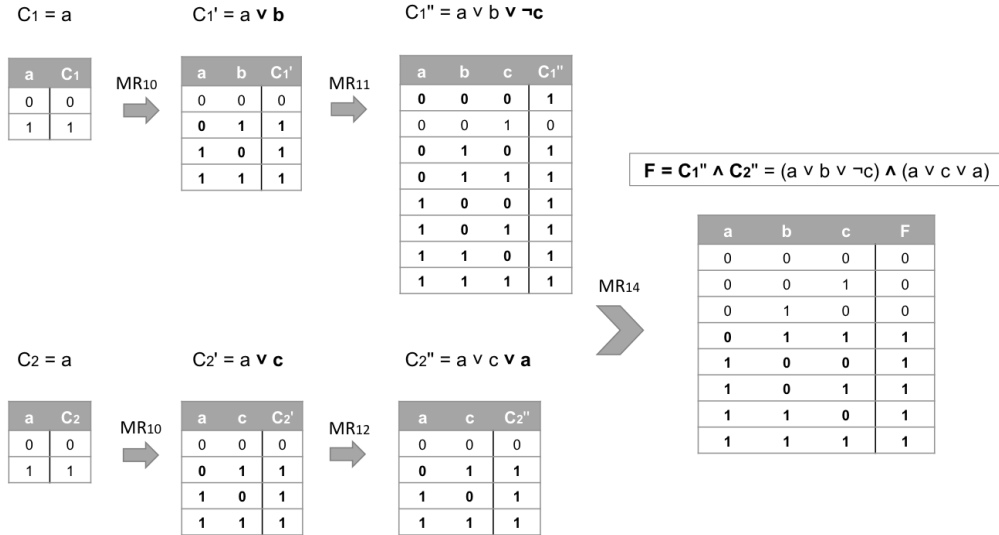 C1 = a
C1' = a ∨ b
C1'' = a ∨ b ∨ ¬c
a C1
0 0
1 1
MR10
a b C1'
0 0 0
0 1 1
1 0 1
1 1 1
MR11
a b c C1''
0 0 0 1
0 0 1 0
0 1 0 1
0 1 1 1
1 0 0 1
1 0 1 1
1 1 0 1
1 1 1 1
C2 = a
C2' = a ∨ c
C2'' = a ∨ c ∨ a
a C2
0 0
1 1
MR10
a c C2'
0 0 0
0 1 1
1 0 1
1 1 1
MR12
a c C2''
0 0 0
0 1 1
1 0 1
1 1 1
MR14
F = C1'' ∧ C2'' = (a ∨ b ∨ ¬c) ∧ (a ∨ c ∨ a)
a b c F
0 0 0 0
0 0 1 0
0 1 0 0
0 1 1 1
1 0 0 1
1 0 1 1
1 1 0 1
1 1 1 1